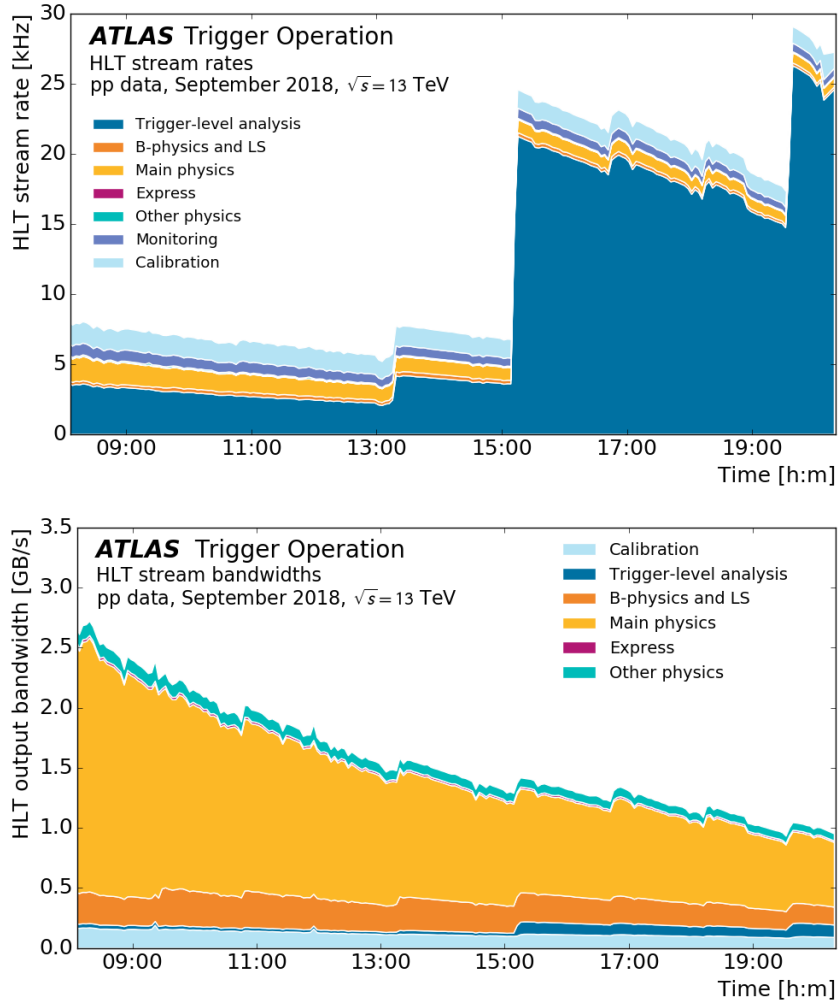 ATLAS Trigger Operation
HLT stream rates
pp data, September 2018, √s = 13 TeV
Trigger-level analysis
B-physics and LS
Main physics
Express
Other physics
Monitoring
Calibration
HLT stream rate [kHz]
30
25
20
15
10
5
0
09:00 11:00 13:00 15:00 17:00 19:00
Time [h:m]
ATLAS Trigger Operation
HLT stream bandwidths
pp data, September 2018, √s = 13 TeV
Calibration
Trigger-level analysis
B-physics and LS
Main physics
Express
Other physics
HLT output bandwidth [GB/s]
3.5
3.0
2.5
2.0
1.5
1.0
0.5
0.0
09:00 11:00 13:00 15:00 17:00 19:00
Time [h:m]